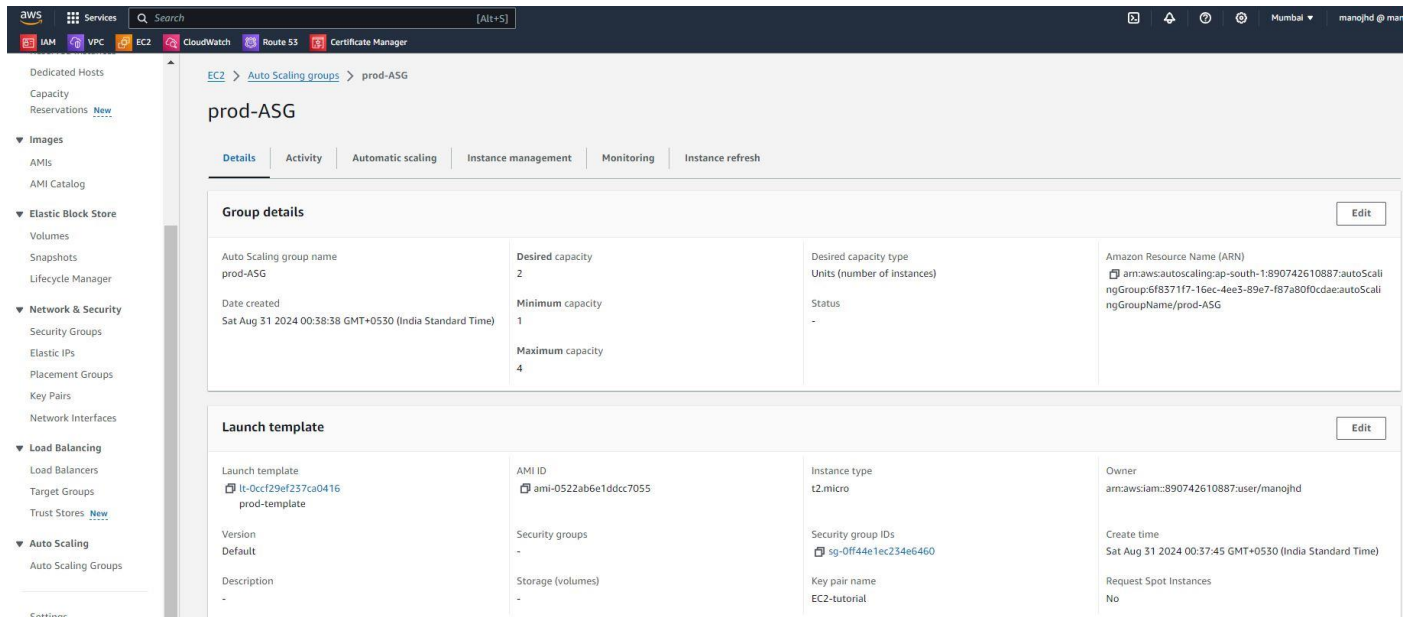 aws Services Search [Alt+S] Mumbai manojhd @ man
IAM VPC EC2 CloudWatch Route 53 Certificate Manager
Dedicated Hosts
Capacity
Reservations New
Images
AMIs
AMI Catalog
Elastic Block Store
Volumes
Snapshots
Lifecycle Manager
Network & Security
Security Groups
Elastic IPs
Placement Groups
Key Pairs
Network Interfaces
Load Balancing
Load Balancers
Target Groups
Trust Stores New
Auto Scaling
Auto Scaling Groups
EC2 > Auto Scaling groups > prod-ASG
prod-ASG
Details Activity Automatic scaling Instance management Monitoring Instance refresh
Group details Edit
Auto Scaling group name
prod-ASG
Date created
Sat Aug 31 2024 00:38:38 GMT+0530 (India Standard Time)
Desired capacity
2
Minimum capacity
1
Maximum capacity
4
Desired capacity type
Units (number of instances)
Status
-
Amazon Resource Name (ARN)
arn:aws:autoscaling:ap-south-1:890742610887:autoScali
ngGroup:6f8371f7-16ec-4ee3-89e7-f87a80f0cdae:autoScali
ngGroupName/prod-ASG
Launch template Edit
Launch template
lt-0ccf29ef237ca0416
prod-template
Version
Default
Description
-
AMI ID
ami-0522ab6e1ddcc7055
Security groups
-
Storage (volumes)
-
Instance type
t2.micro
Security group IDs
sg-0ff44e1ec234e6460
Key pair name
EC2-tutorial
Owner
arn:aws:iam::890742610887:user/manojhd
Create time
Sat Aug 31 2024 00:37:45 GMT+0530 (India Standard Time)
Request Spot Instances
No